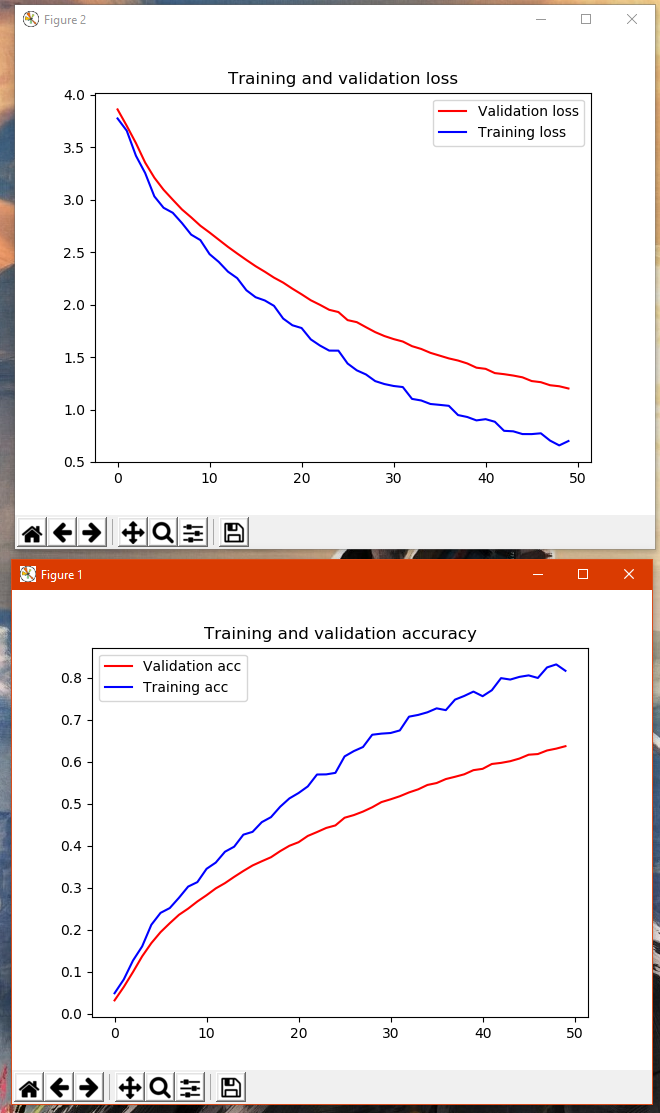 Figure 2
Training and validation loss
4.0
3.5
3.0
2.5
2.0
1.5
1.0
0.5
Validation loss
Training loss
0 10 20 30 40 50
Figure 1
Training and validation accuracy
Validation acc
Training acc
0.8
0.7
0.6
0.5
0.4
0.3
0.2
0.1
0.0
0 10 20 30 40 50